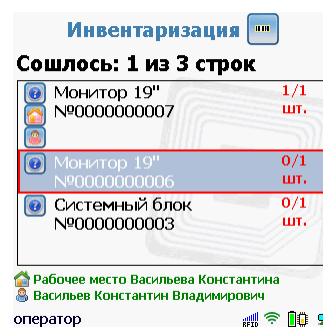 Инвентаризация
Сошлось: 1 из 3 строк
Монитор 19" 1/1
№0000000007 шт.
Монитор 19" 0/1
№0000000006 шт.
Системный блок 0/1
№0000000003 шт.
Рабочее место Васильева Константина
Васильев Константин Владимирович
оператор RFID